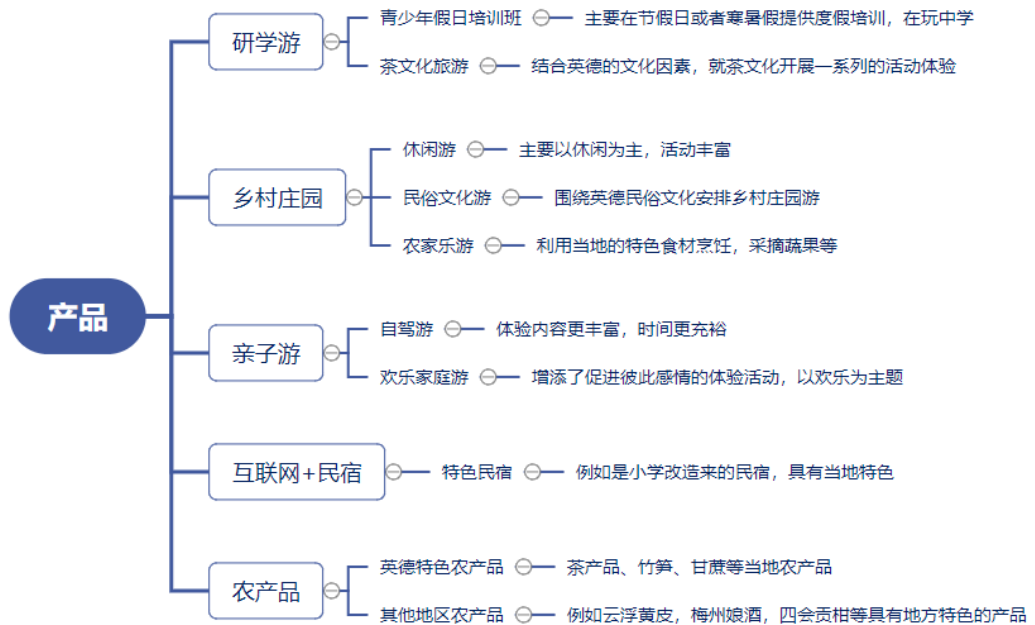 产品
研学游
青少年假日培训班
主要在节假日或者寒暑假提供度假培训，在玩中学
茶文化旅游
结合英德的文化因素，就茶文化开展一系列的活动体验
乡村庄园
休闲游
主要以休闲为主，活动丰富
民俗文化游
围绕英德民俗文化安排乡村庄园游
农家乐游
利用当地的特色食材烹饪，采摘蔬果等
亲子游
自驾游
体验内容更丰富，时间更充裕
欢乐家庭游
增添了促进彼此感情的体验活动，以欢乐为主题
互联网+民宿
特色民宿
例如是小学改造来的民宿，具有当地特色
农产品
英德特色农产品
茶产品、竹笋、甘蔗等当地农产品
其他地区农产品
例如云浮黄皮，梅州娘酒，四会贡柑等具有地方特色的产品